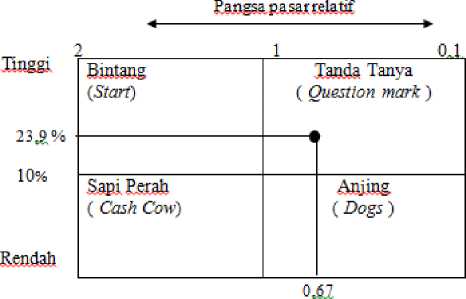 Pangsa pasar relatif
2 1 0.1
Tinggi
Bintang
(Start)
Tanda Tanya
( Question mark )
23,9 %
10%
Sapi Perah
( Cash Cow)
Anjing
( Dogs )
Rendah
0,67